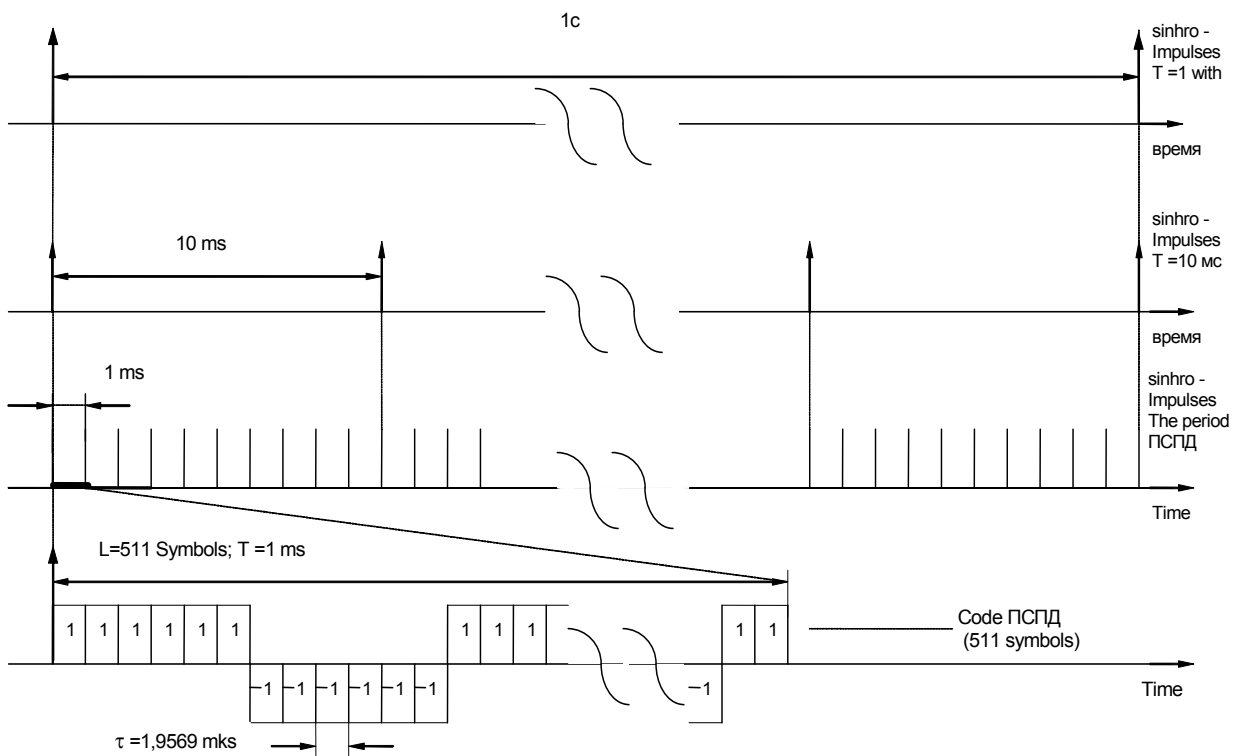 1c
sinhro -
Impulses
T =1 with
время
10 ms
sinhro -
Impulses
T =10 мс
время
1 ms
sinhro -
Impulses
The period
ПСПД
Time
L=511 Symbols; T =1 ms
1 1 1 1 1 1 1 1 1 1 1
Code ПСПД
(511 symbols)
−1 −1 −1 −1 −1 −1 −1
Time
τ =1,9569 mks